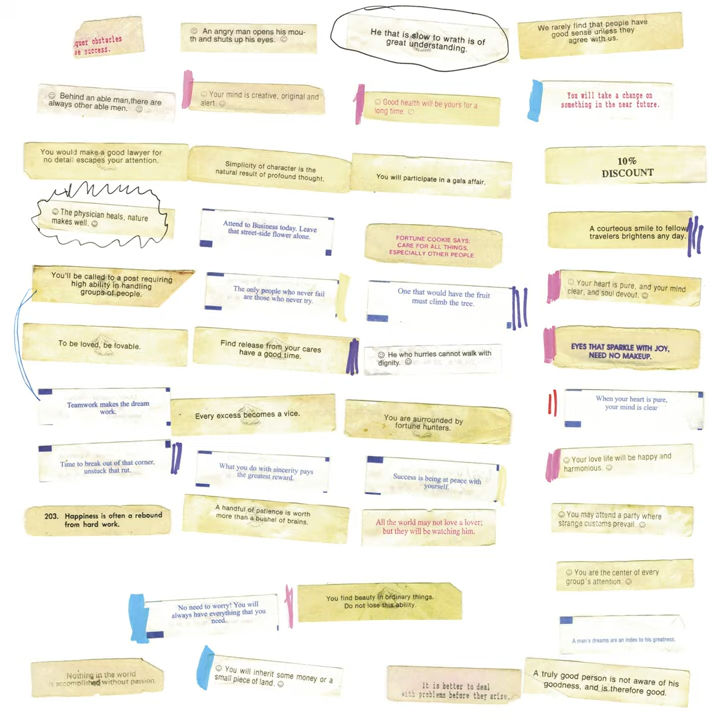 quer obstacles
success.
An angry man opens his mou-
th and shuts up his eyes.
He that is slow to wrath is of
great understanding.
We rarely find that people have
good sense unless they
agree with us.
Behind an able man,there are
always other able men.
Your mind is creative, original and
alert.
Good health will be yours for a
long time.
You will take a change on
something in the near future.
You would make a good lawyer for
no detail escapes your attention.
Simplicity of character is the
natural result of profound thought.
You will participate in a gala affair.
10%
DISCOUNT
The physician heals, nature
makes well.
Attend to Business today. Leave
that street-side flower alone.
FORTUNE COOKIE SAYS:
CARE FOR ALL THINGS,
ESPECIALLY OTHER PEOPLE
A courteous smile to fellow
travelers brightens any day.
You'll be called to a post requiring
high ability in handling
groups of people.
The only people who never fail
are those who never try.
One that would have the fruit
must climb the tree.
Your heart is pure, and your mind
clear, and soul devout.
To be loved, be lovable.
Find release from your cares
have a good time.
He who hurries cannot walk with
dignity.
EYES THAT SPARKLE WITH JOY,
NEED NO MAKEUP.
Teamwork makes the dream
work.
Every excess becomes a vice.
You are surrounded by
fortune hunters.
When your heart is pure,
your mind is clear
Time to break out of that corner,
unstuck that rut.
What you do with sincerity pays
the greatest reward.
Success is being at peace with
yourself.
Your love life will be happy and
harmonious.
203. Happiness is often a rebound
from hard work.
A handful of patience is worth
more than a bushel of brains.
All the world may not love a lover;
but they will be watching him.
You may attend a party where
strange customs prevail.
You are the center of every
group's attention.
No need to worry! You will
always have everything that you
need.
You find beauty in ordinary things.
Do not lose this ability.
A man's dreams are an index to his greatness.
Nothing in the world
is accomplished without passion.
You will inherit some money or a
small piece of land.
It is better to deal
with problems before they arise.
A truly good person is not aware of his
goodness, and is therefore good.